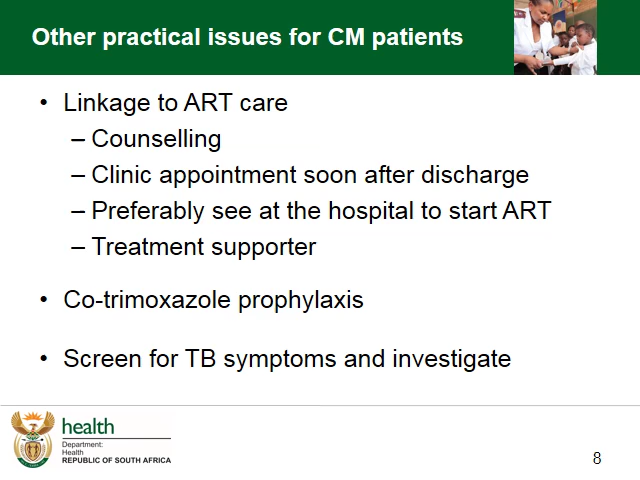 Other practical issues for CM patients
• Linkage to ART care
– Counselling
– Clinic appointment soon after discharge
– Preferably see at the hospital to start ART
– Treatment supporter
• Co-trimoxazole prophylaxis
• Screen for TB symptoms and investigate
health
Department:
Health
REPUBLIC OF SOUTH AFRICA
8